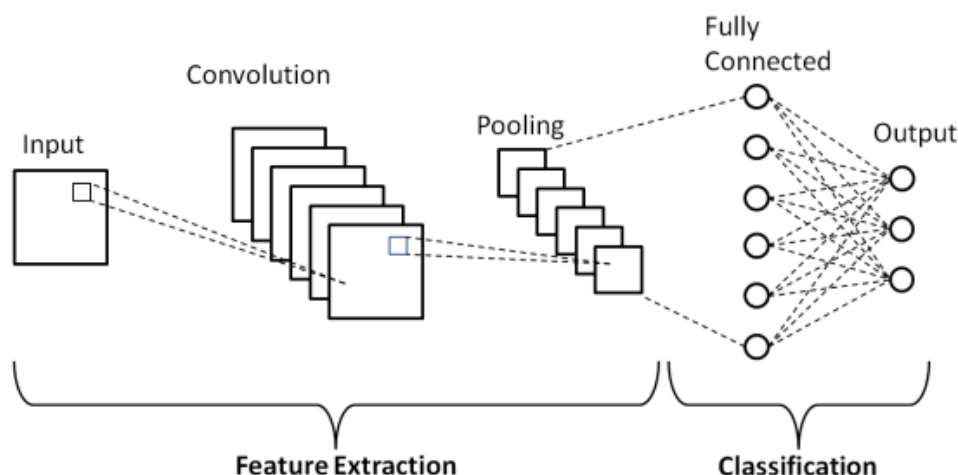 Fully
Connected
Convolution
Pooling
Output
Input
Feature Extraction
Classification